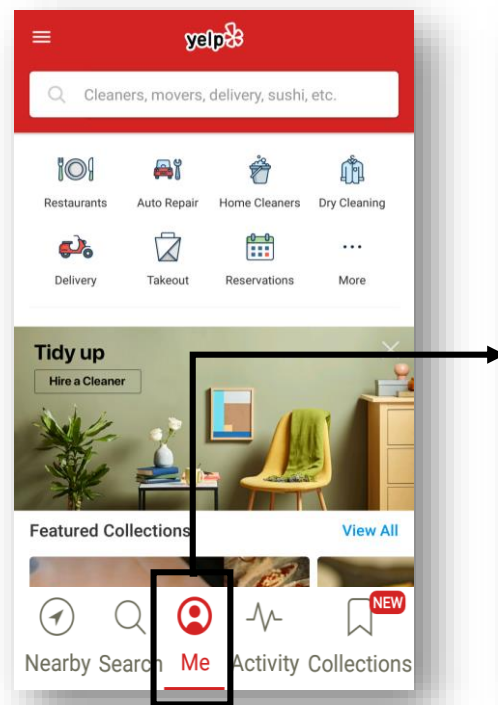 yelp
Cleaners, movers, delivery, sushi, etc.
Restaurants Auto Repair Home Cleaners Dry Cleaning
Delivery Takeout Reservations More
Tidy up
Hire a Cleaner
Featured Collections View All
NEW
Nearby Search Me Activity Collections